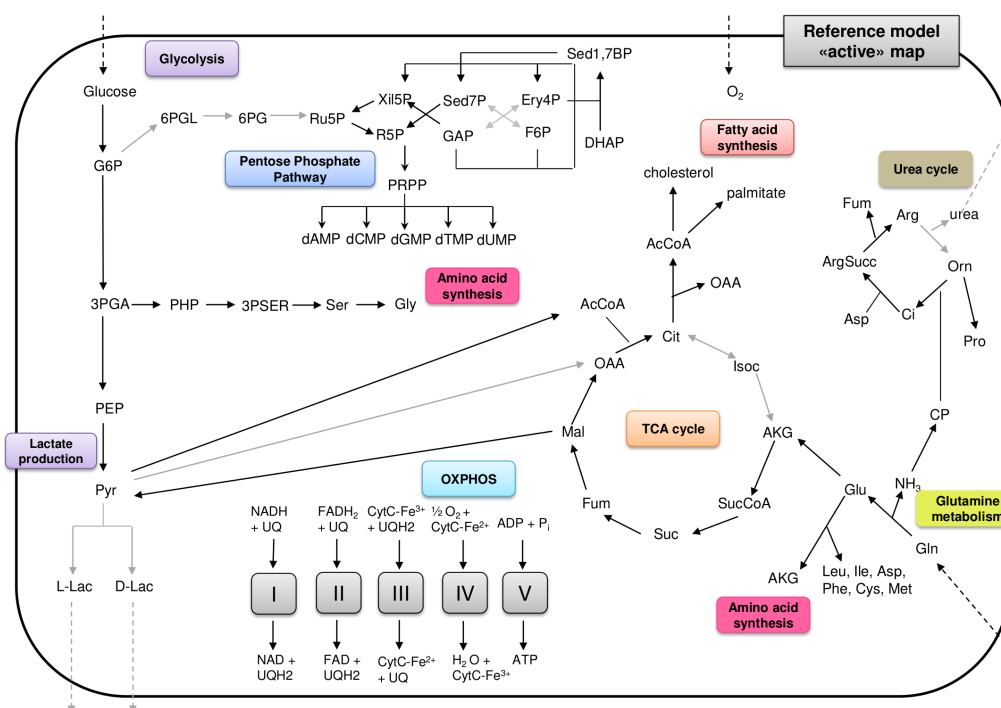 Reference model
«active» map
Glycolysis
Sed1,7BP
Glucose
O2
6PGL
6PG
Ru5P
Xil5P
Sed7P
Ery4P
R5P
GAP
F6P
DHAP
G6P
Pentose Phosphate
Pathway
PRPP
dAMP
dCMP
dGMP
dTMP
dUMP
Fatty acid
synthesis
cholesterol
palmitate
AcCoA
OAA
Urea cycle
Fum
Arg
urea
ArgSucc
Orn
Asp
Ci
Pro
3PGA
PHP
3PSER
Ser
Gly
Amino acid
synthesis
AcCoA
Cit
OAA
Isoc
TCA cycle
Mal
AKG
Fum
SucCoA
Suc
PEP
Lactate
production
Pyr
L-Lac
D-Lac
CP
NH3
Glu
Glutamine
metabolism
Gln
AKG
Leu, Ile, Asp,
Phe, Cys, Met
Amino acid
synthesis
OXPHOS
NADH
+ UQ
FADH2
+ UQ
CytC-Fe3+
+ UQH2
½ O2 +
CytC-Fe2+
ADP + Pi
I
II
III
IV
V
NAD +
UQH2
FAD +
UQH2
CytC-Fe2+
+ UQ
H2 O +
CytC-Fe3+
ATP